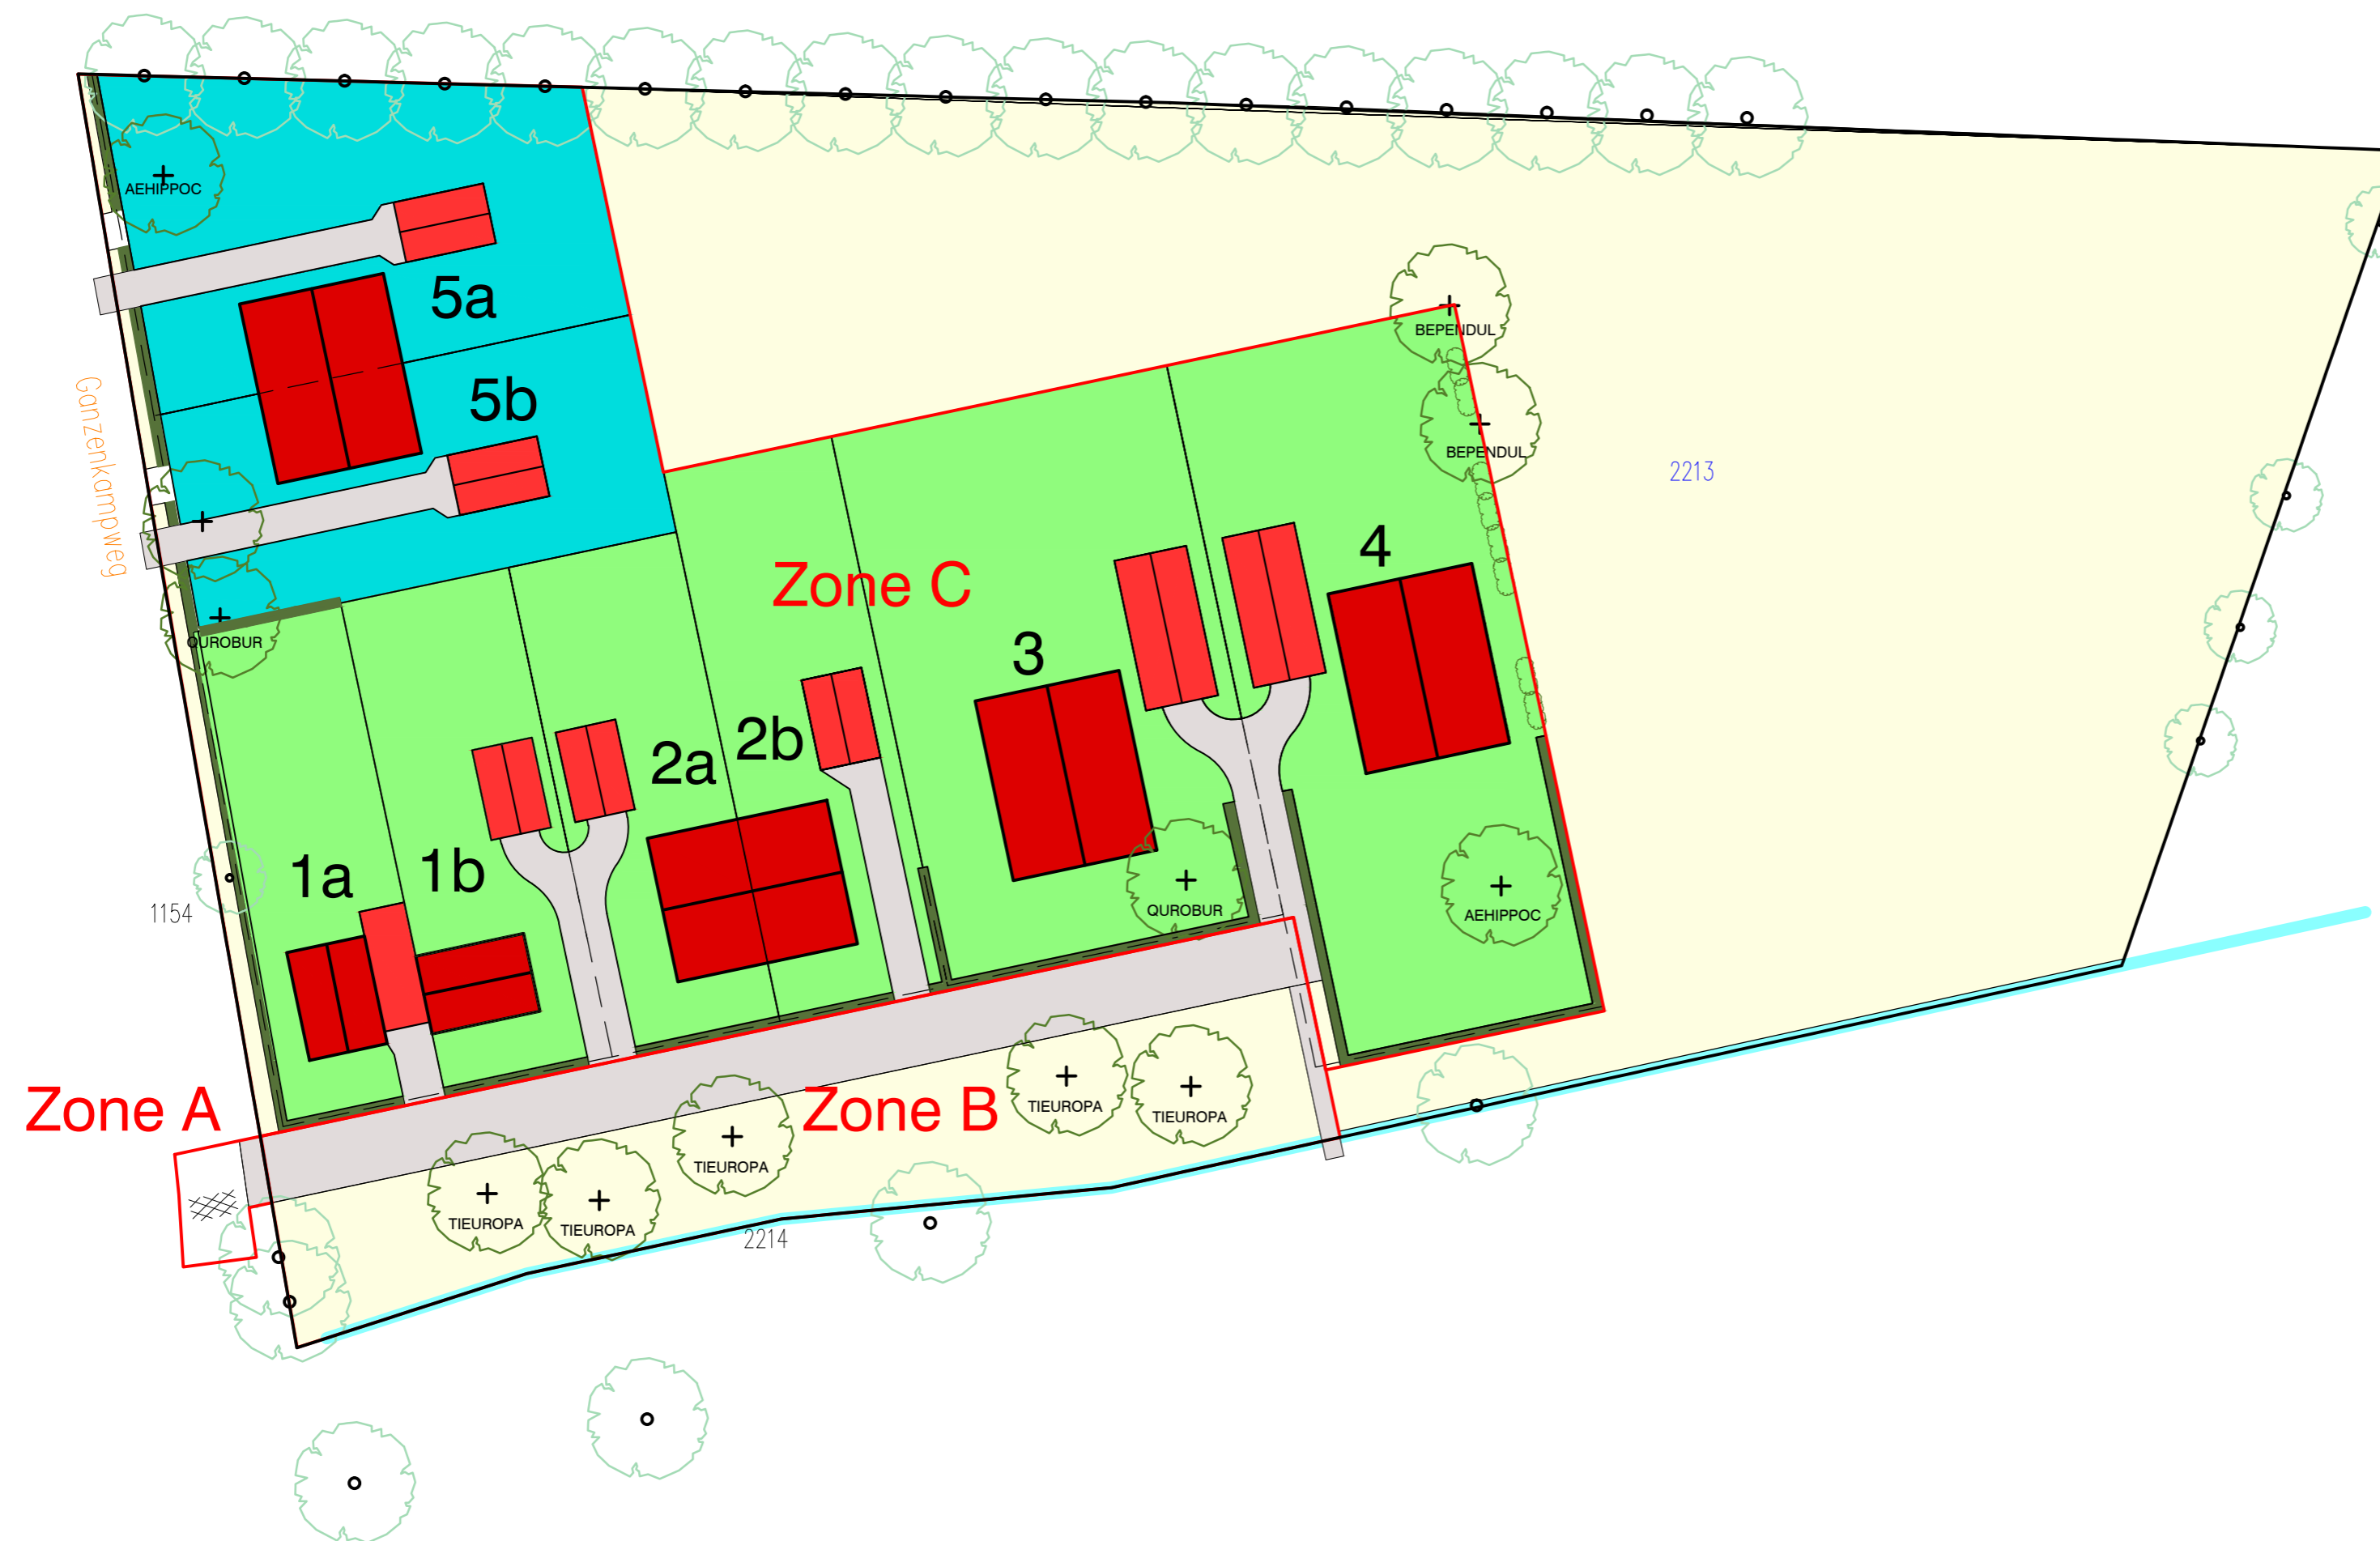 AEHIPPOC
5a
BEPENDUL
5b
Ganzenkampweg
BEPENDUL
2213
4
Zone C
QUROBUR
3
2b
2a
1b
1a
1154
QUROBUR
AEHIPPOC
Zone A
Zone B
TIEUROPA
TIEUROPA
TIEUROPA
TIEUROPA
TIEUROPA
2214